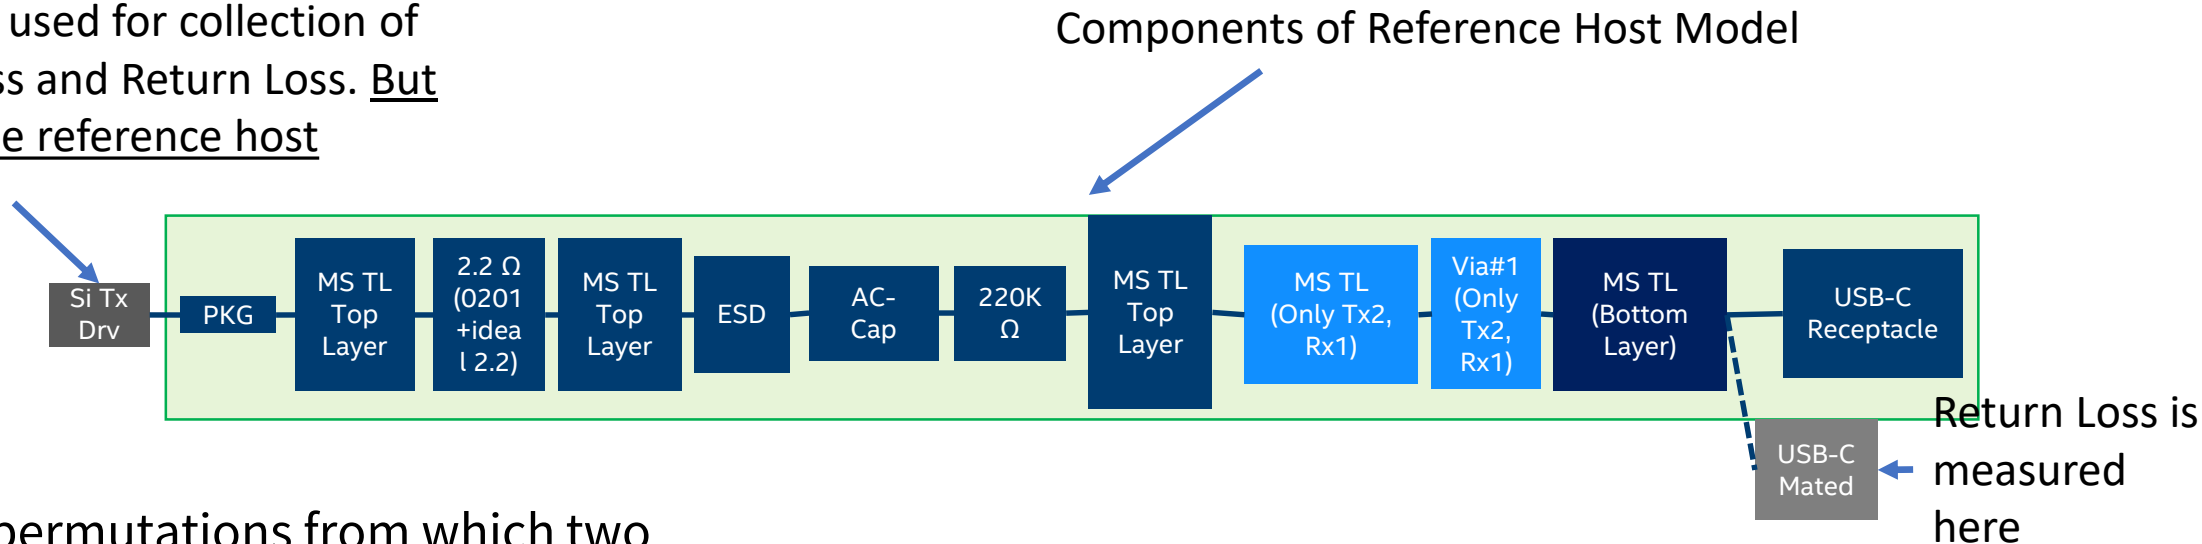 used for collection of
ss and Return Loss. But
e reference host
Components of Reference Host Model
Si Tx
Drv
PKG
MS TL
Top
Layer
2.2 Ω
(0201
+idea
l 2.2)
MS TL
Top
Layer
ESD
AC-
Cap
220K
Ω
MS TL
Top
Layer
MS TL
(Only Tx2,
Rx1)
Via#1
(Only
Tx2,
Rx1)
MS TL
(Bottom
Layer)
USB-C
Receptacle
USB-C
Mated
Return Loss is
measured
here
permutations from which two